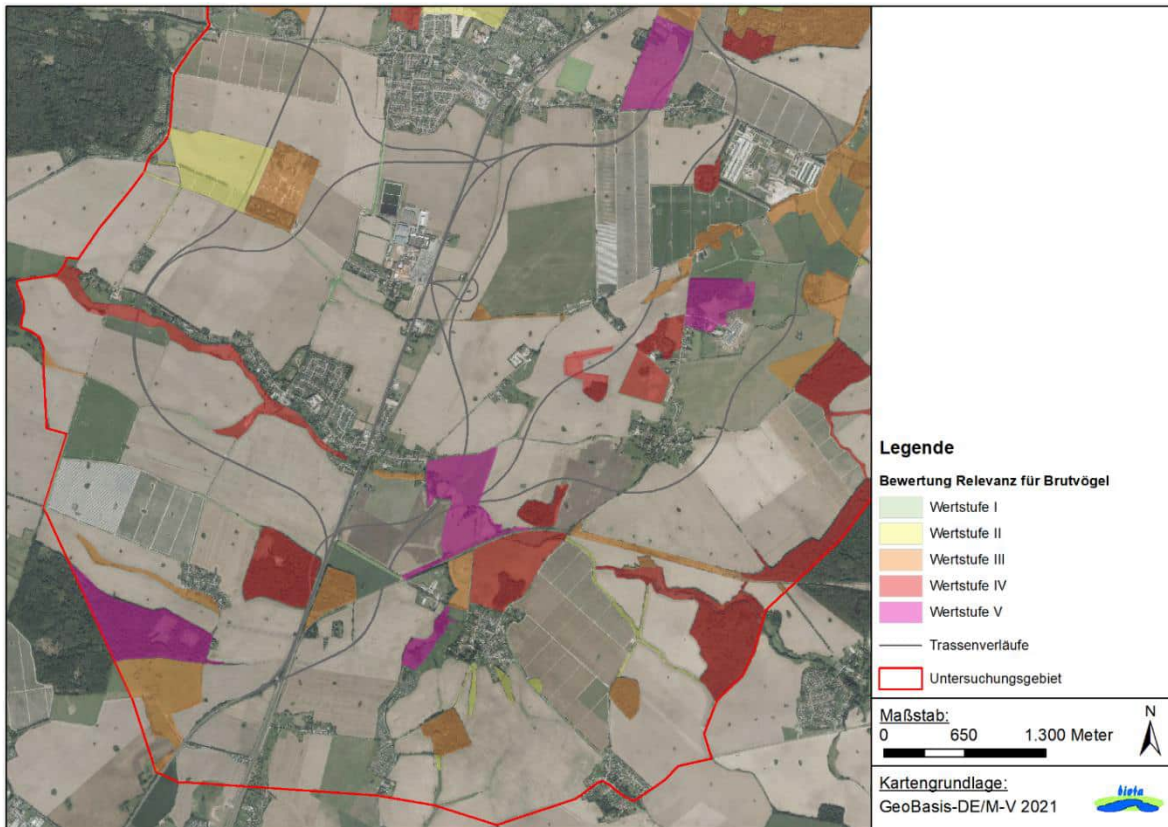 Legende
Bewertung Relevanz für Brutvögel
Wertstufe I
Wertstufe II
Wertstufe III
Wertstufe IV
Wertstufe V
Trassenverläufe
Untersuchungsgebiet
Maßstab:
0 650 1.300 Meter
N
Kartengrundlage:
GeoBasis-DE/M-V 2021
biota